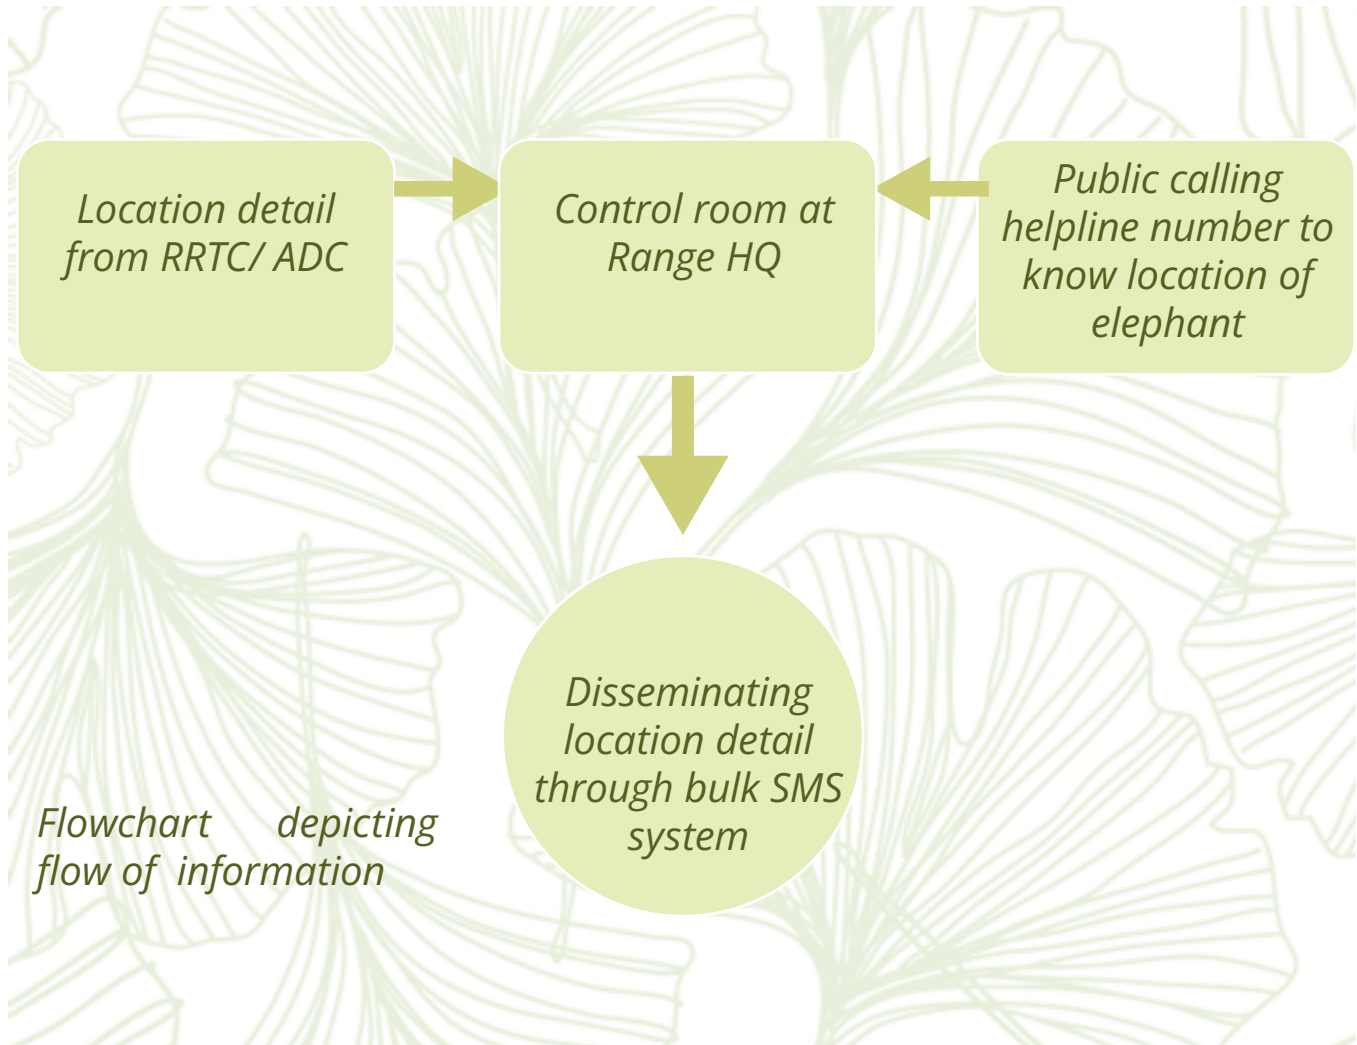 Location detail
from RRTC/ ADC
Control room at
Range HQ
Public calling
helpline number to
know location of
elephant
Disseminating
location detail
through bulk SMS
system
Flowchart depicting
flow of information